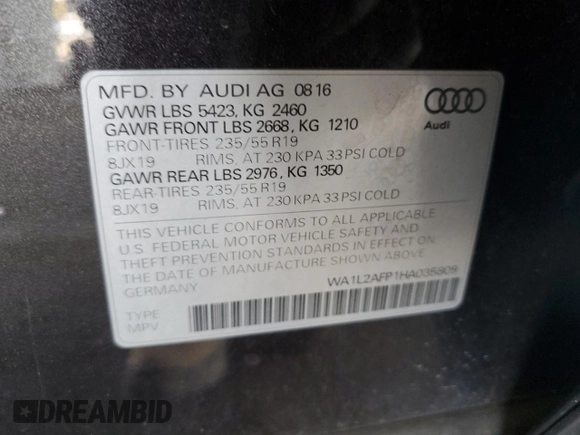 MFD. BY AUDI AG 08 16
GVWR LBS 5423, KG 2460
GAWR FRONT LBS 2668, KG 1210
FRONT-TIRES 235/55 R19
8JX19 RIMS, AT 230 KPA 33 PSI COLD
GAWR REAR LBS 2976, KG 1350
REAR-TIRES 235/55 R19
8JX19 RIMS, AT 230 KPA 33 PSI COLD
Audi
THIS VEHICLE CONFORMS TO ALL APPLICABLE
U.S. FEDERAL MOTOR VEHICLE SAFETY AND
THEFT PREVENTION STANDARDS IN EFFECT ON
THE DATE OF MANUFACTURE SHOWN ABOVE.
GERMANY
WA1L2AFP1HA035809
TYPE
MPV
DREAMBID